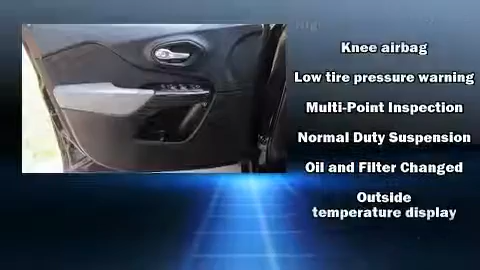 Knee airbag
Low tire pressure warning
Multi-Point Inspection
Normal Duty Suspension
Oil and Filter Changed
Outside
temperature display